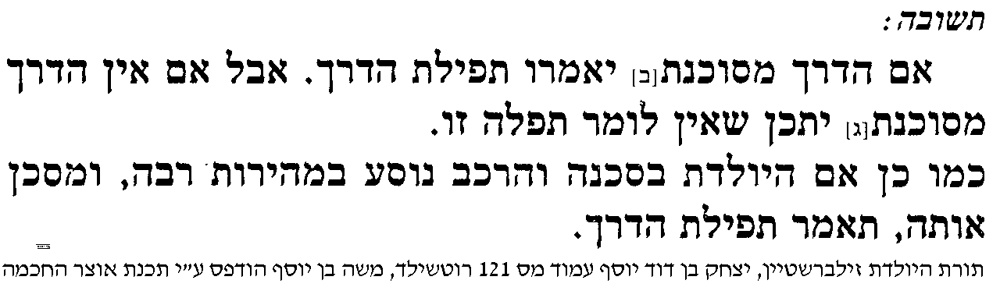 תשובה:
אם הדרך מסוכנת[ב] יאמרו תפילת הדרך. אבל אם אין הדרך
מסוכנת[ג] יתכן שאין לומר תפלה זו.
כמו כן אם היולדת בסכנה והרכב נוסע במהירות רבה, ומסכן
אותה, תאמר תפילת הדרך.
תורת היולדת זילברשטיין, יצחק בן דוד יוסף עמוד מס 121 רוטשילד, משה בן יוסף הודפס ע״י תכנת אוצר החכמה